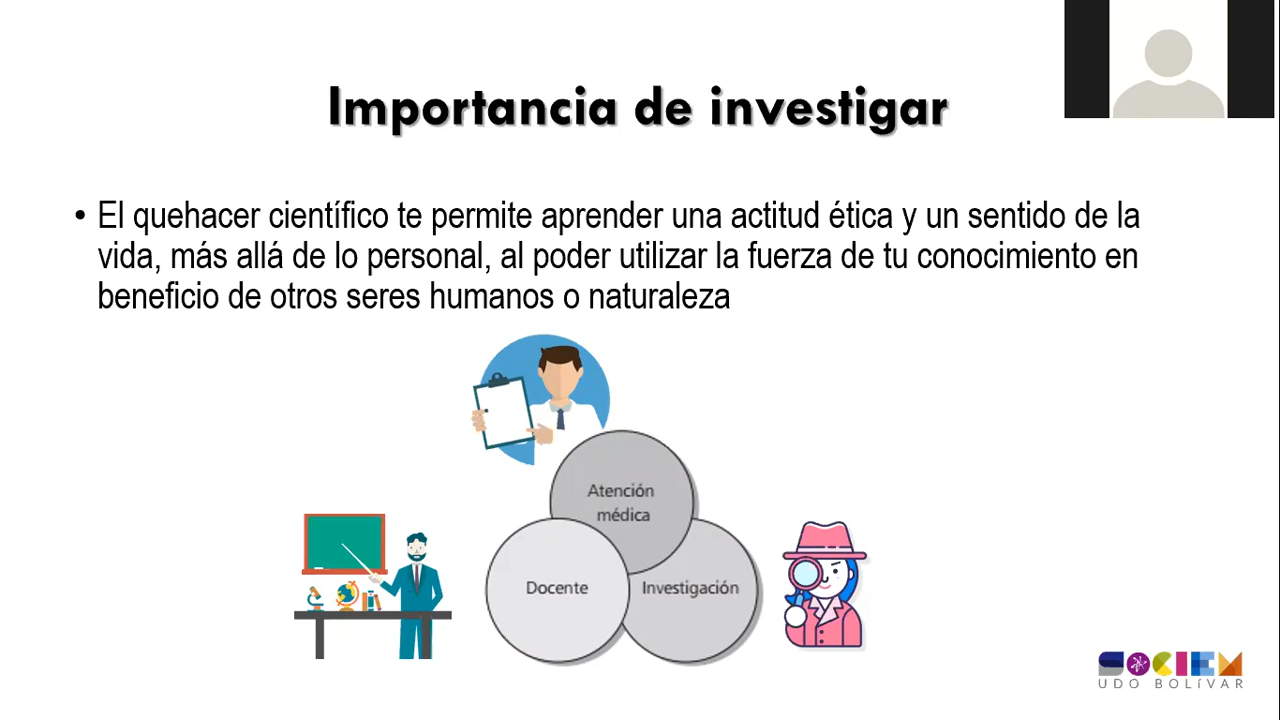 Importancia de investigar
• El quehacer científico te permite aprender una actitud ética y un sentido de la
vida, más allá de lo personal, al poder utilizar la fuerza de tu conocimiento en
beneficio de otros seres humanos o naturaleza
Atención
médica
Docente
Investigación
SOCIEM
UDO BOLÍVAR